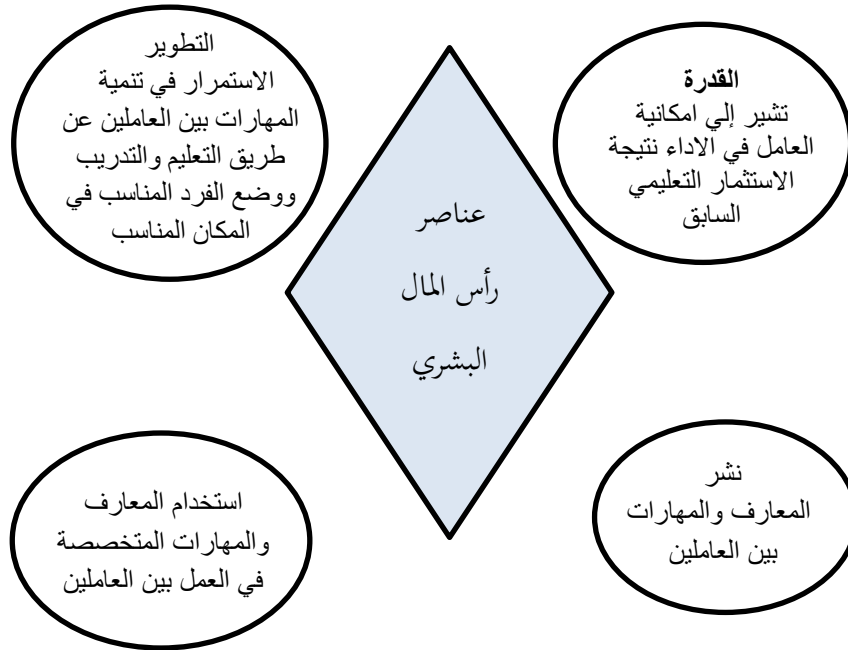 القدرة
تشير إلي امكانية
العامل في الاداء نتيجة
الاستثمار التعليمي
السابق
التطوير
الاستمرار في تنمية
المهارات بين العاملين عن
طريق التعليم والتدريب
ووضع الفرد المناسب في
المكان المناسب
عناصر
رأس المال
البشري
نشر
المعارف والمهارات
بين العاملين
استخدام المعارف
والمهارات المتخصصة
في العمل بين العاملين